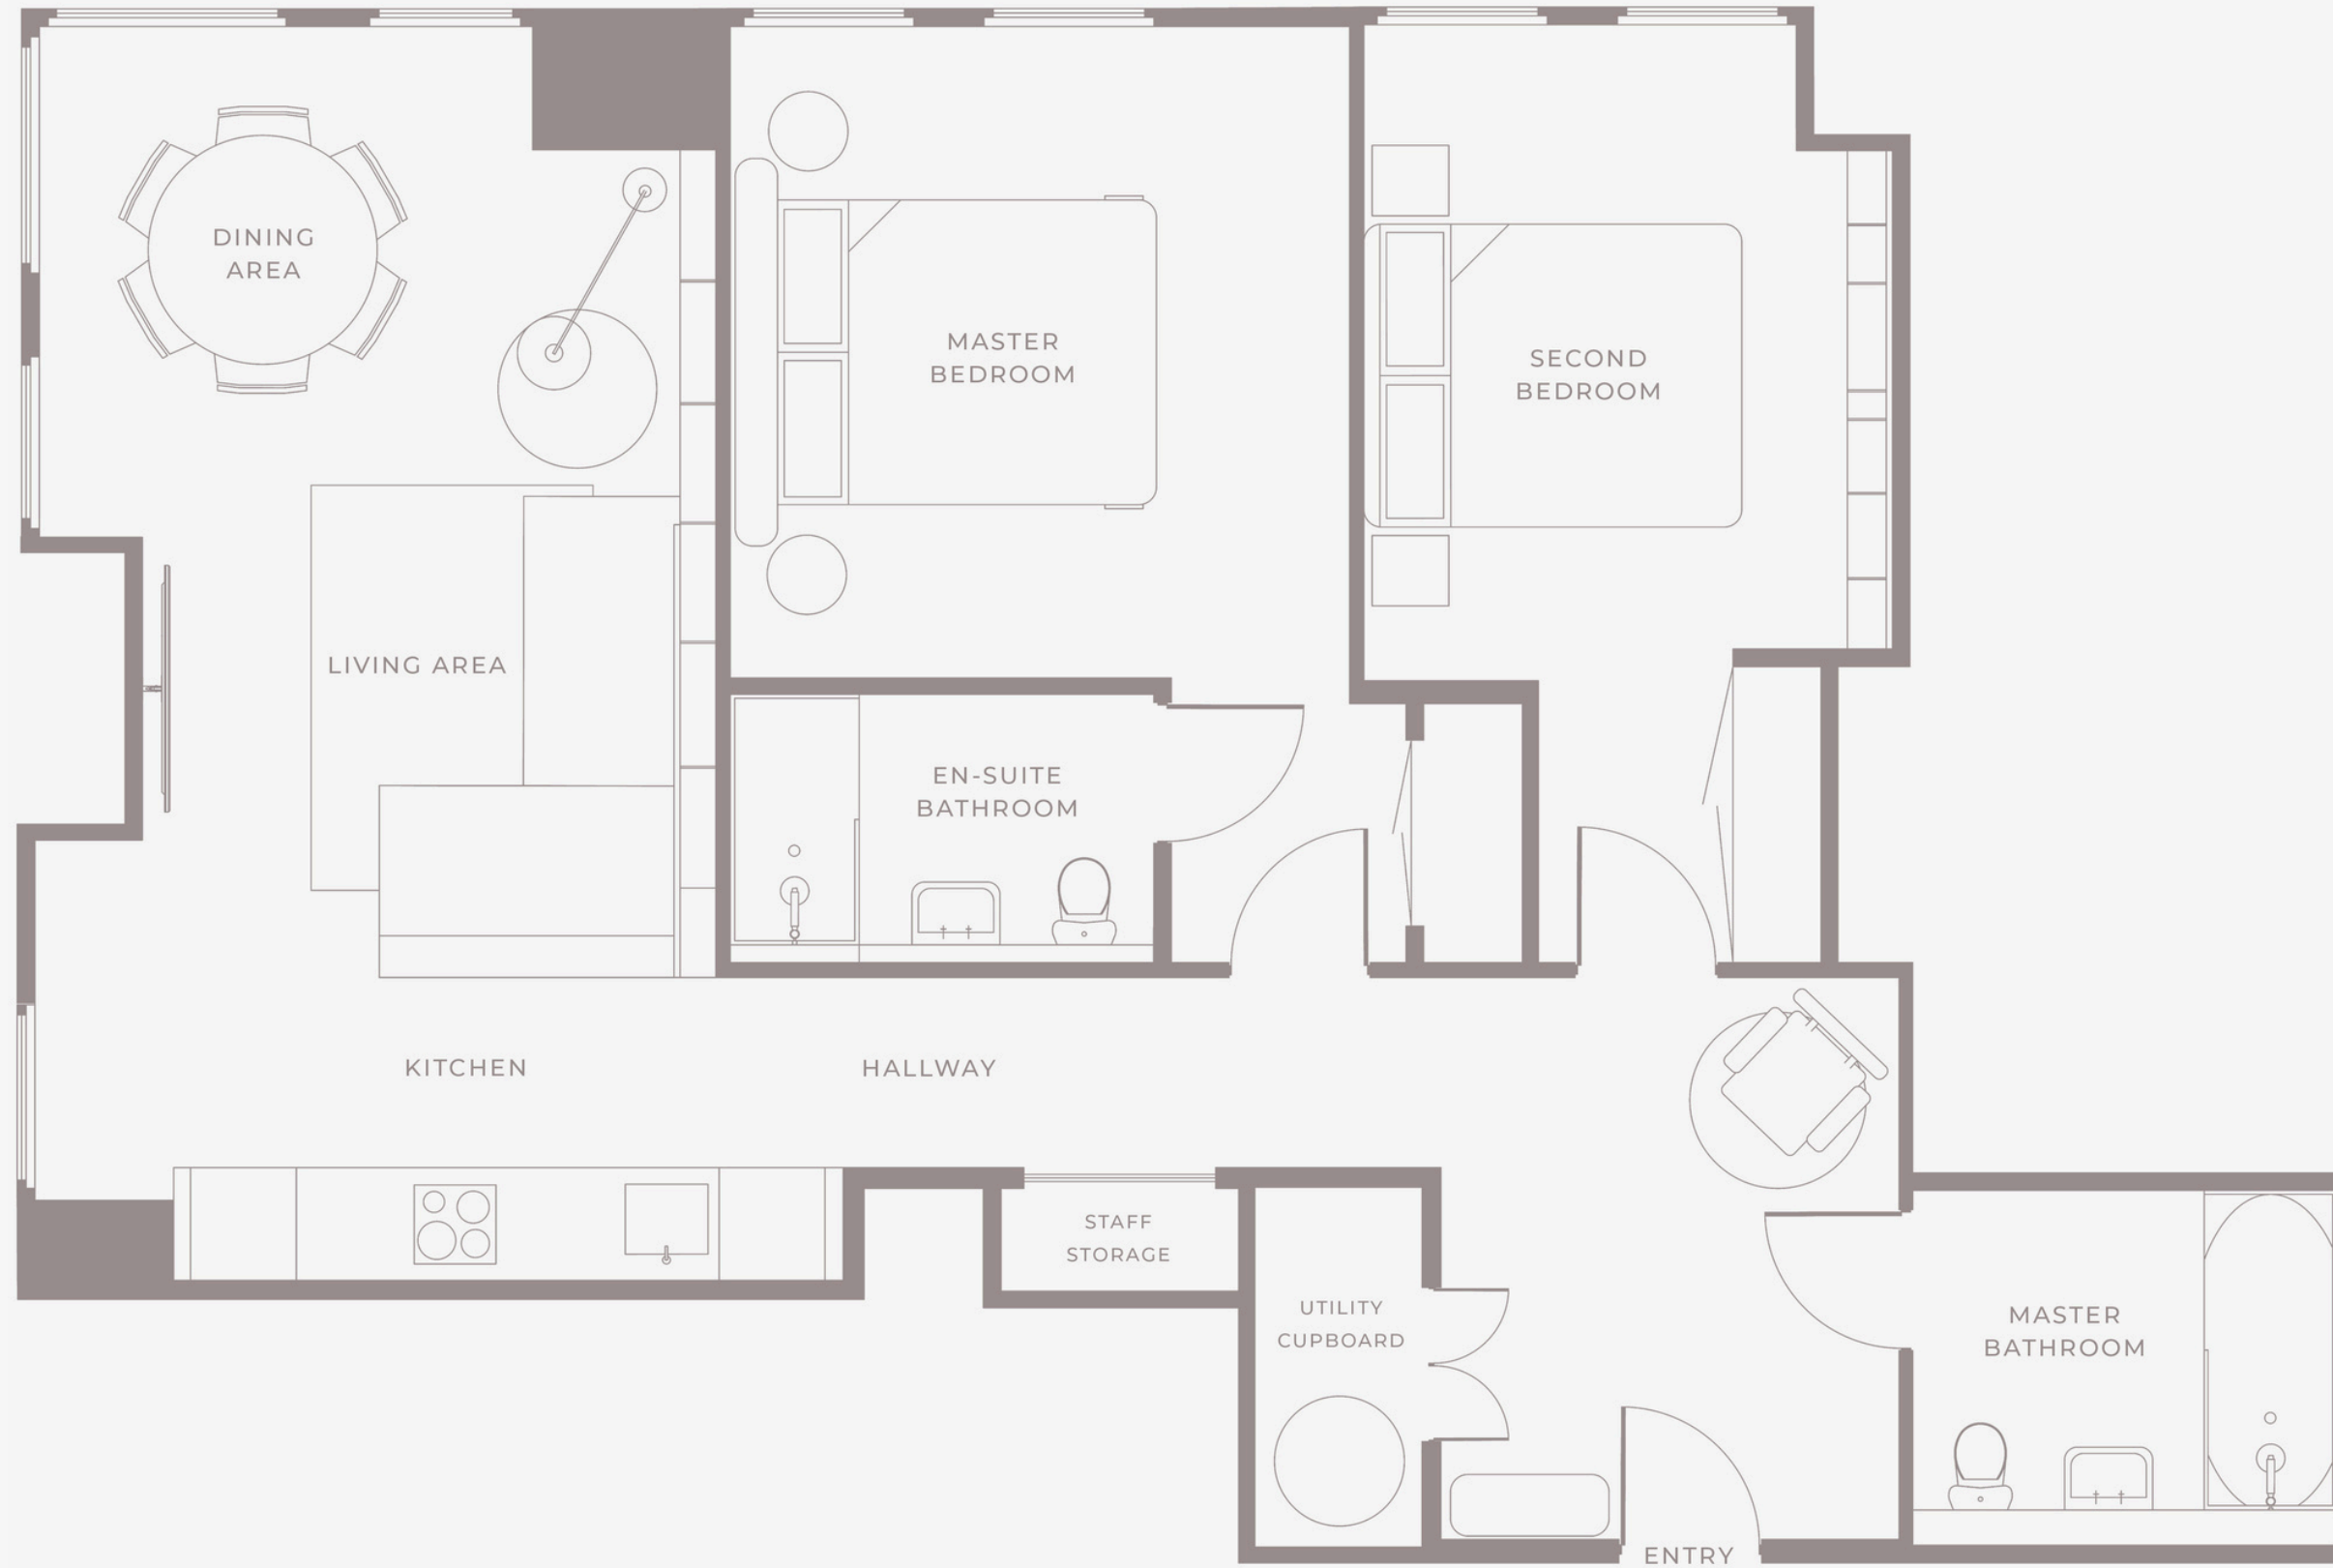 DINING
AREA
MASTER
BEDROOM
SECOND
BEDROOM
LIVING AREA
EN-SUITE
BATHROOM
KITCHEN
HALLWAY
STAFF
STORAGE
UTILITY
CUPBOARD
MASTER
BATHROOM
ENTRY